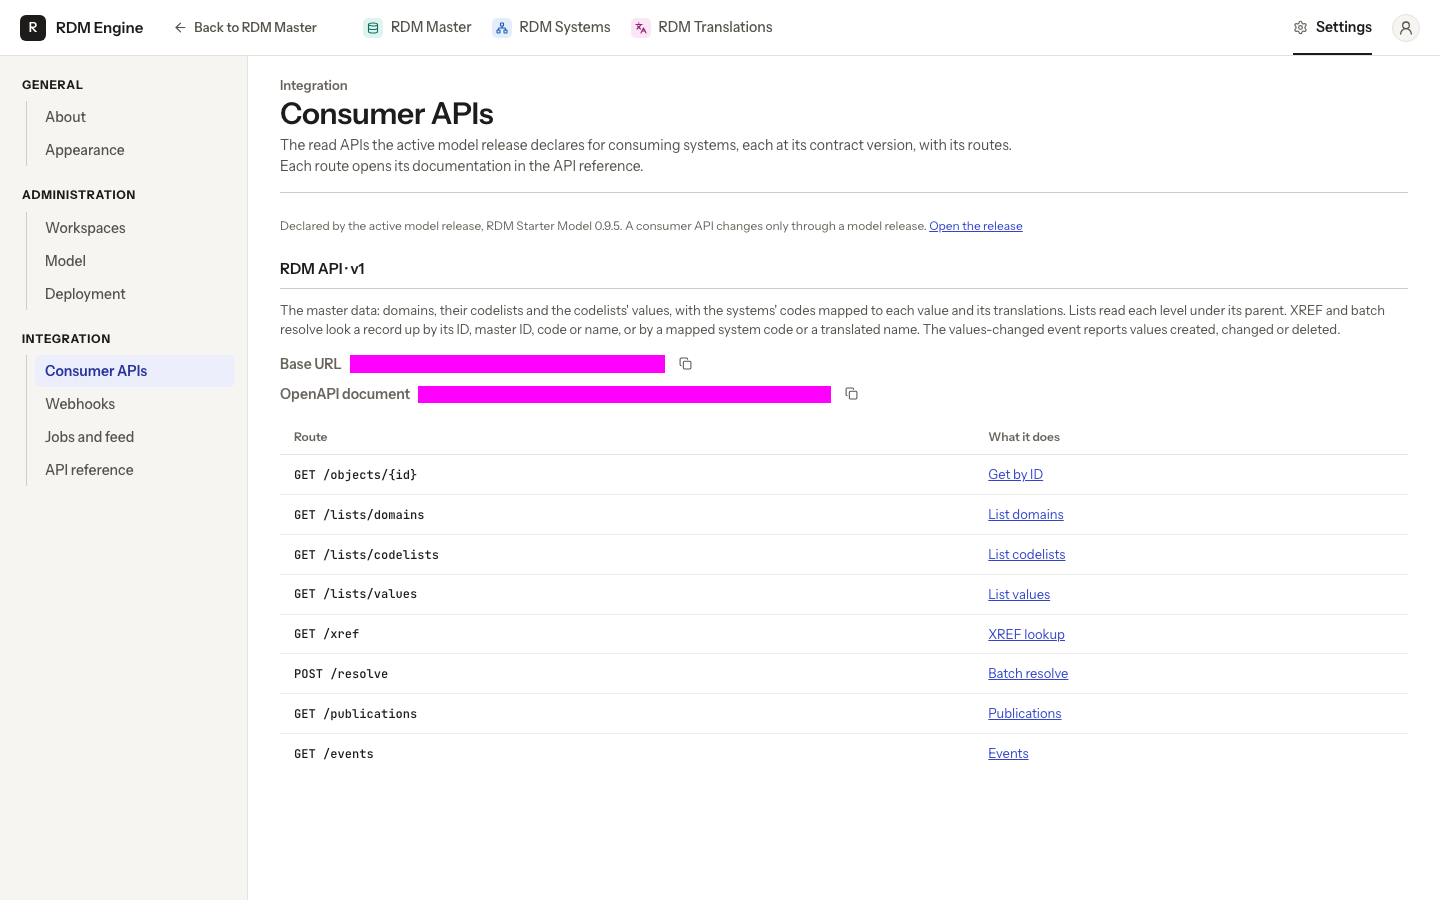 R RDM Engine
Back to RDM Master
RDM Master
RDM Systems
RDM Translations
Settings
GENERAL
About
Appearance
ADMINISTRATION
Workspaces
Model
Deployment
INTEGRATION
Consumer APIs
Webhooks
Jobs and feed
API reference
Integration
Consumer APIs
The read APIs the active model release declares for consuming systems, each at its contract version, with its routes.
Each route opens its documentation in the API reference.
Declared by the active model release, RDM Starter Model 0.9.5. A consumer API changes only through a model release. Open the release
RDM API · v1
The master data: domains, their codelists and the codelists' values, with the systems' codes mapped to each value and its translations. Lists read each level under its parent. XREF and batch
resolve look a record up by its ID, master ID, code or name, or by a mapped system code or a translated name. The values-changed event reports values created, changed or deleted.
Base URL
OpenAPI document
Route What it does
GET /objects/{id} Get by ID
GET /lists/domains List domains
GET /lists/codelists List codelists
GET /lists/values List values
GET /xref XREF lookup
POST /resolve Batch resolve
GET /publications Publications
GET /events Events